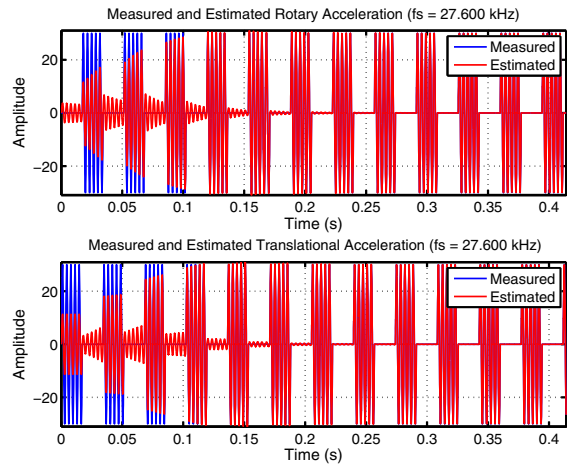 Measured and Estimated Rotary Acceleration (fs = 27.600 kHz)
Amplitude
20
0
−20
Measured
Estimated
0 0.05 0.1 0.15 0.2 0.25 0.3 0.35 0.4
Time (s)
Measured and Estimated Translational Acceleration (fs = 27.600 kHz)
Amplitude
20
0
−20
Measured
Estimated
0 0.05 0.1 0.15 0.2 0.25 0.3 0.35 0.4
Time (s)